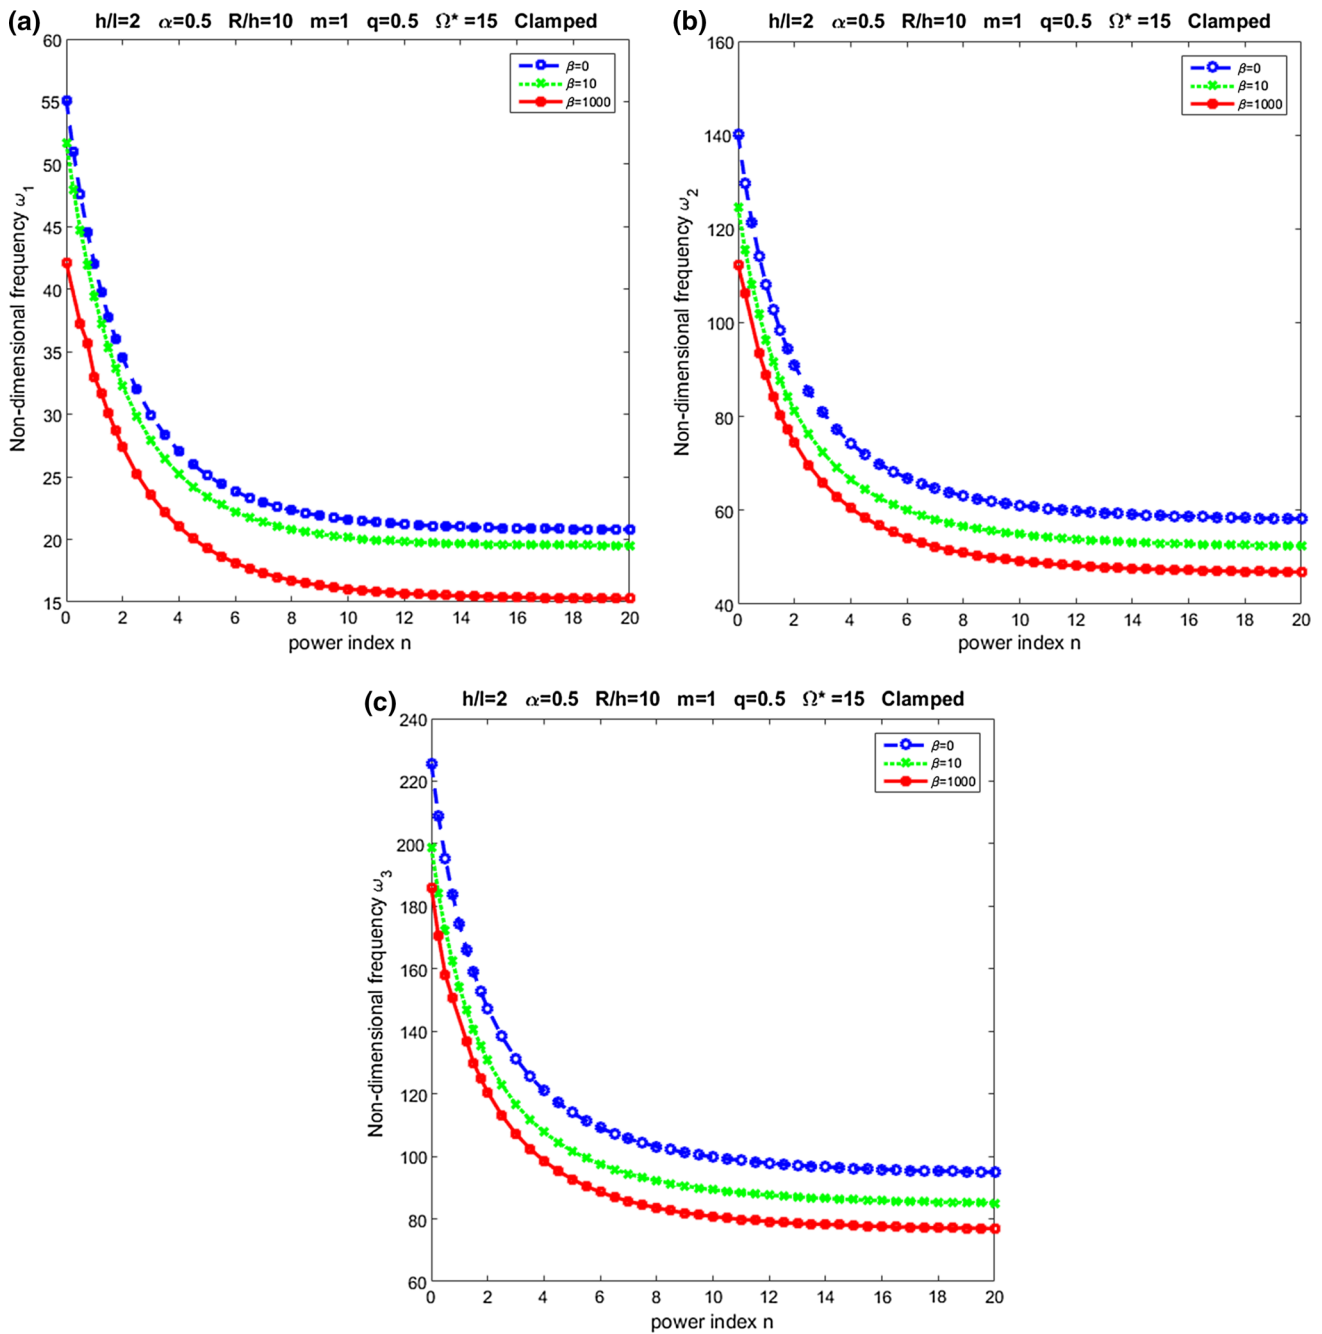 (a) h/l=2 α=0.5 R/h=10 m=1 q=0.5 Ω* =15 Clamped
60
55
50
45
40
35
30
25
20
15
Non-dimensional frequency ω1
β=0
β=10
β=1000
0 2 4 6 8 10 12 14 16 18 20
power index n
(b) h/l=2 α=0.5 R/h=10 m=1 q=0.5 Ω* =15 Clamped
160
140
120
100
80
60
40
Non-dimensional frequency ω2
β=0
β=10
β=1000
0 2 4 6 8 10 12 14 16 18 20
power index n
(c) h/l=2 α=0.5 R/h=10 m=1 q=0.5 Ω* =15 Clamped
240
220
200
180
160
140
120
100
80
60
Non-dimensional frequency ω3
β=0
β=10
β=1000
0 2 4 6 8 10 12 14 16 18 20
power index n